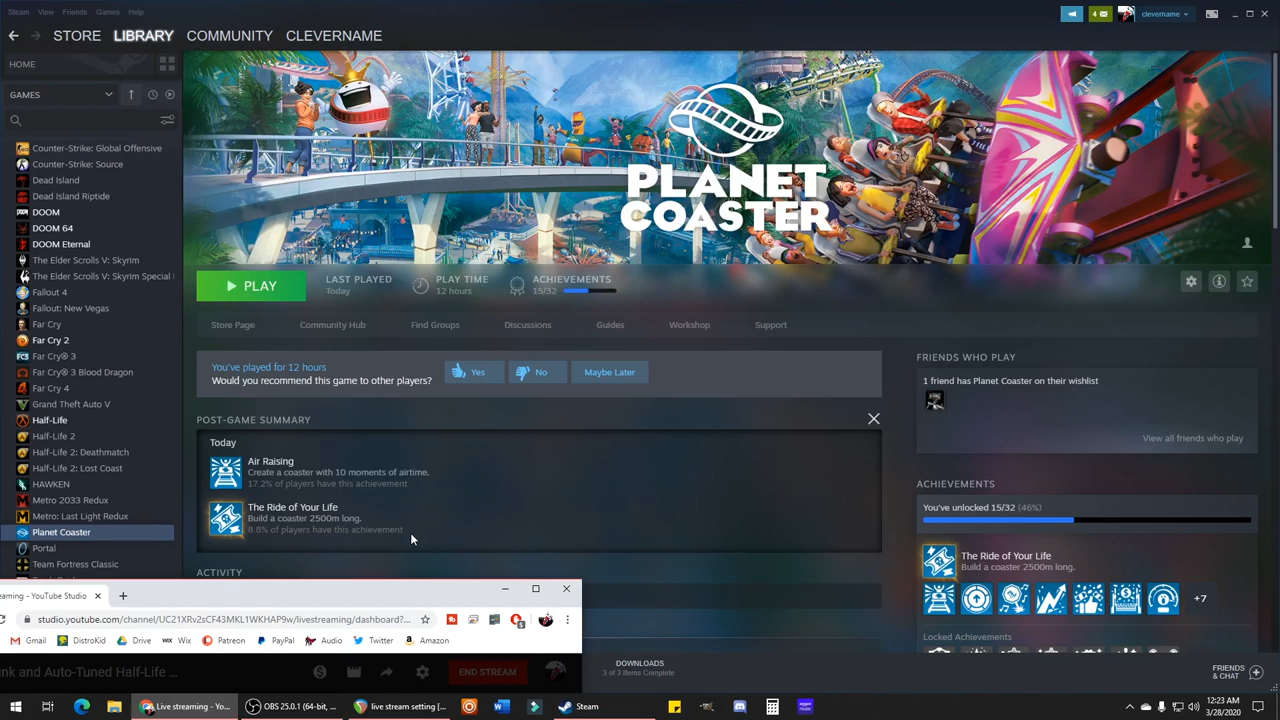 Steam View Friends Games Help
4
clevername
STORE LIBRARY COMMUNITY CLEVERNAME
HOME
GAMES
Counter-Strike: Global Offensive
Counter-Strike: Source
Dead Island
Dead Island Riptide
DOOM
DOOM 64
DOOM Eternal
The Elder Scrolls V: Skyrim
The Elder Scrolls V: Skyrim Special
Fallout 4
Fallout: New Vegas
Far Cry
Far Cry 2
Far Cry® 3
Far Cry® 3 Blood Dragon
Far Cry 4
Grand Theft Auto V
Half-Life
Half-Life 2
Half-Life 2: Deathmatch
Half-Life 2: Lost Coast
HAWKEN
Metro 2033 Redux
Metro: Last Light Redux
Planet Coaster
Portal
Team Fortress Classic
PLANET
COASTER
PLAY
LAST PLAYED
Today
PLAY TIME
12 hours
ACHIEVEMENTS
15/32
Store Page Community Hub Find Groups Discussions Guides Workshop Support
You've played for 12 hours
Would you recommend this game to other players?
Yes No Maybe Later
POST-GAME SUMMARY
Today
Air Raising
Create a coaster with 10 moments of airtime.
17.2% of players have this achievement
The Ride of Your Life
Build a coaster 2500m long.
8.8% of players have this achievement
ACTIVITY
FRIENDS WHO PLAY
1 friend has Planet Coaster on their wishlist
View all friends who play
ACHIEVEMENTS
You've unlocked 15/32 (46%)
The Ride of Your Life
Build a coaster 2500m long.
+7
Locked Achievements
eaming - YouTube Studio
studio.youtube.com/channel/UC21XRv2sCF43MKL1WKHAP9w/livestreaming/dashboard?...
Gmail DistroKid Drive Wix Patreon PayPal Audio Twitter Amazon
nk and Auto-Tuned Half-Life ...
END STREAM
DOWNLOADS
3 of 3 Items Complete
FRIENDS
& CHAT
Live streaming - Yo...
OBS 25.0.1 (64-bit, ...
live stream setting [...
Steam
12:23 AM
3/28/2020